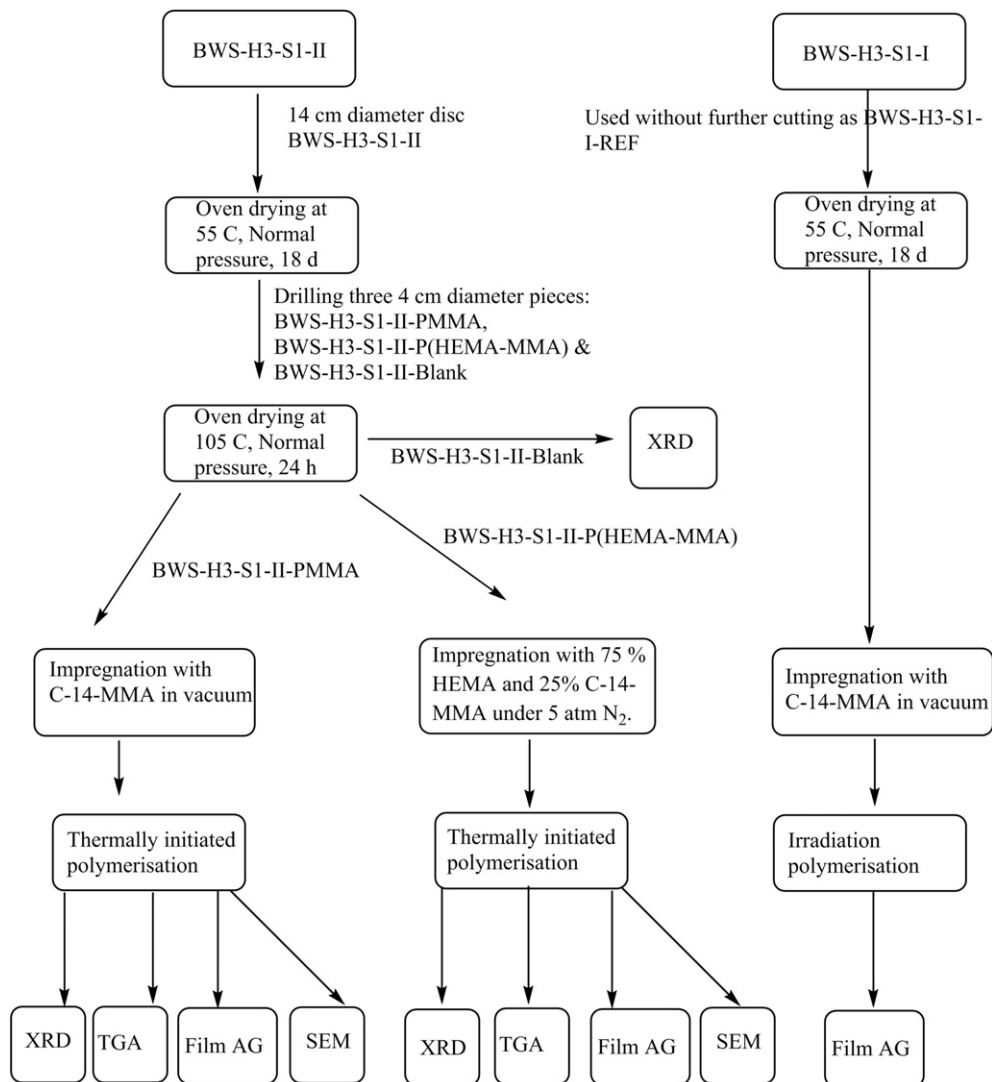 BWS-H3-S1-II
BWS-H3-S1-I
14 cm diameter disc
BWS-H3-S1-II
Used without further cutting as BWS-H3-S1-
I-REF
Oven drying at
55 C, Normal
pressure, 18 d
Oven drying at
55 C, Normal
pressure, 18 d
Drilling three 4 cm diameter pieces:
BWS-H3-S1-II-PMMA,
BWS-H3-S1-II-P(HEMA-MMA) &
BWS-H3-S1-II-Blank
Oven drying at
105 C, Normal
pressure, 24 h
BWS-H3-S1-II-Blank
XRD
BWS-H3-S1-II-P(HEMA-MMA)
BWS-H3-S1-II-PMMA
Impregnation with
C-14-MMA in vacuum
Impregnation with 75 %
HEMA and 25% C-14-
MMA under 5 atm N2.
Impregnation with
C-14-MMA in vacuum
Thermally initiated
polymerisation
Thermally initiated
polymerisation
Irradiation
polymerisation
XRD
TGA
Film AG
SEM
XRD
TGA
Film AG
SEM
Film AG